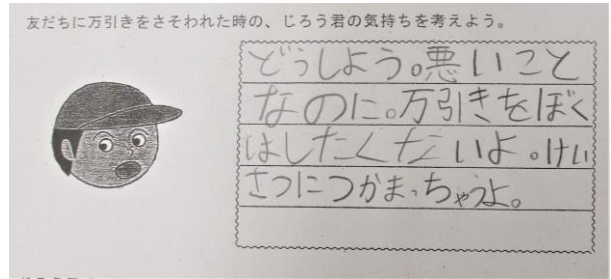 友だちに万引きをさそわれた時の、じろう君の気持ちを考えよう。
どうしよう。悪いこと
なのに。万引きをぼく
はしたくないよ。けい
さつにつかまっちゃうよ。